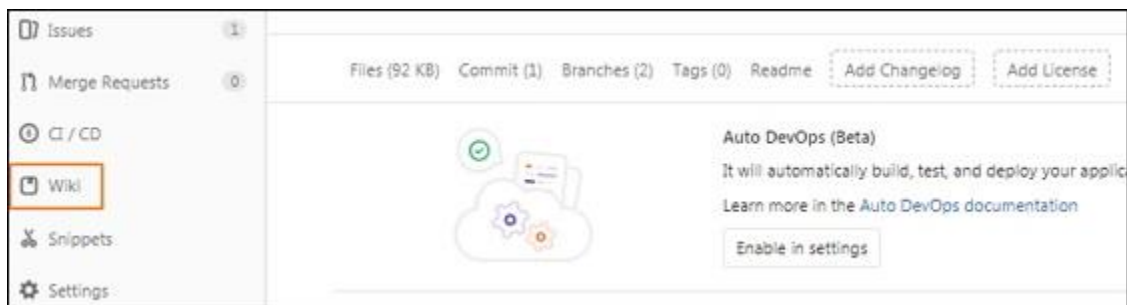 Issues 1
Merge Requests 0
CI / CD
Wiki
Snippets
Settings
Files (92 KB) Commit (1) Branches (2) Tags (0) Readme Add Changelog Add License
Auto DevOps (Beta)
It will automatically build, test, and deploy your applic
Learn more in the Auto DevOps documentation
Enable in settings